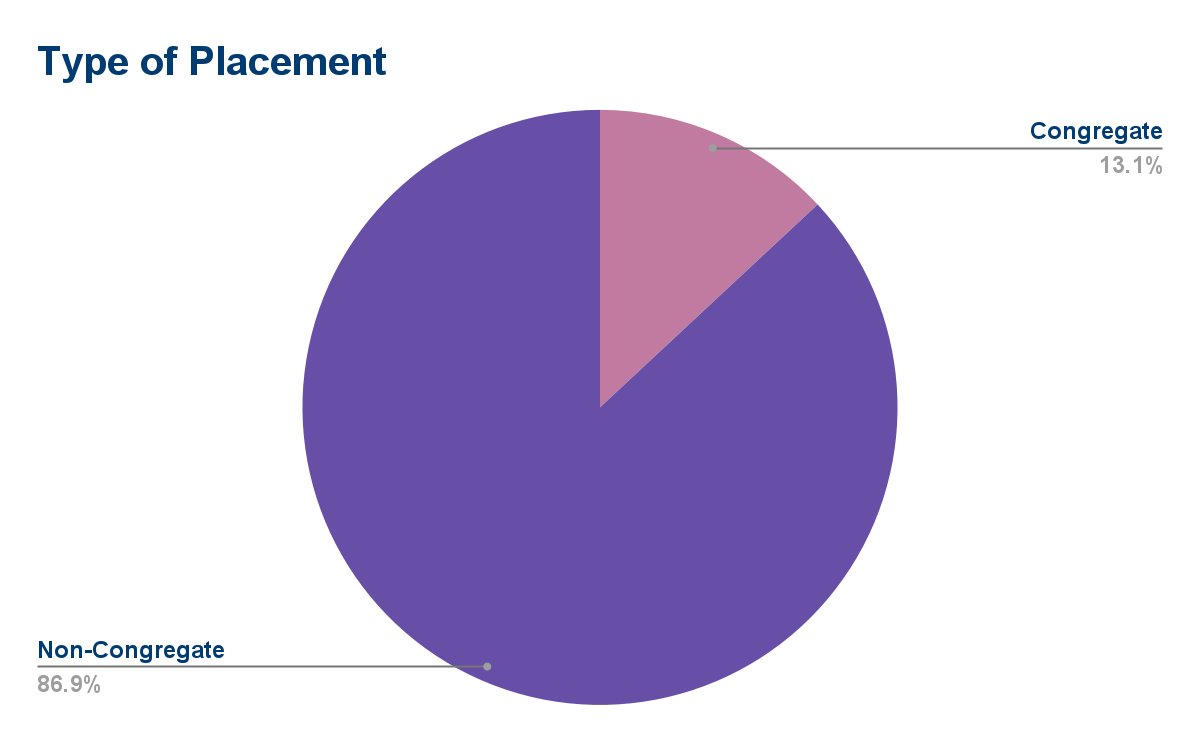 Type of Placement
Congregate
13.1%
Non-Congregate
86.9%